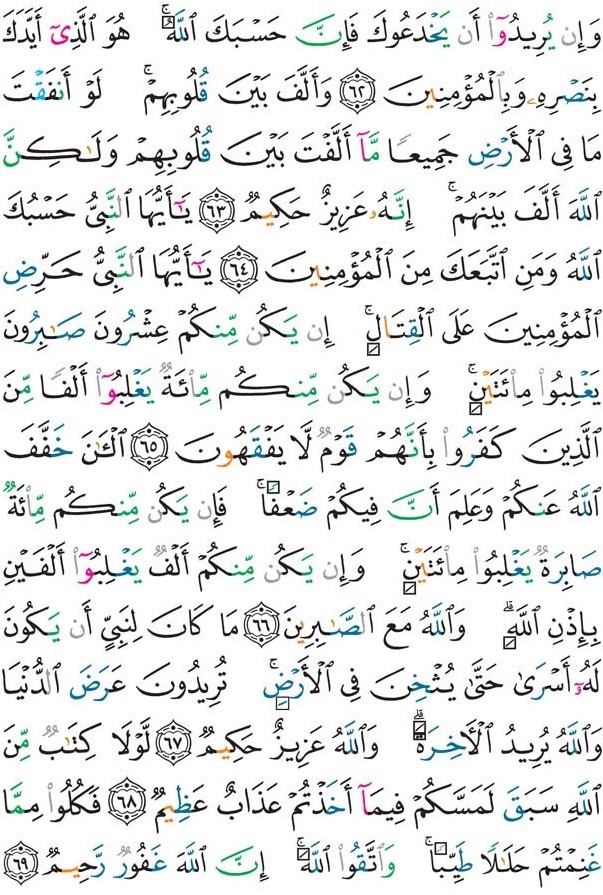 وَإِن يُرِيدُوٓا۟ أَن يَخْدَعُوكَ فَإِنَّ حَسْبَكَ ٱللَّهُ ۚ هُوَ ٱلَّذِىٓ أَيَّدَكَ
بِنَصْرِهِۦ وَبِٱلْمُؤْمِنِينَ ۝٦٢ وَأَلَّفَ بَيْنَ قُلُوبِهِمْ ۚ لَوْ أَنفَقْتَ
مَا فِى ٱلْأَرْضِ جَمِيعًا مَّآ أَلَّفْتَ بَيْنَ قُلُوبِهِمْ وَلَـٰكِنَّ
ٱللَّهَ أَلَّفَ بَيْنَهُمْ ۚ إِنَّهُۥ عَزِيزٌ حَكِيمٌ ۝٦٣ يَـٰٓأَيُّهَا ٱلنَّبِىُّ حَسْبُكَ
ٱللَّهُ وَمَنِ ٱتَّبَعَكَ مِنَ ٱلْمُؤْمِنِينَ ۝٦٤ يَـٰٓأَيُّهَا ٱلنَّبِىُّ حَرِّضِ
ٱلْمُؤْمِنِينَ عَلَى ٱلْقِتَالِ ۚ إِن يَكُن مِّنكُمْ عِشْرُونَ صَـٰبِرُونَ
يَغْلِبُوا۟ مِا۟ئَتَيْنِ ۚ وَإِن يَكُن مِّنكُم مِّا۟ئَةٌ يَغْلِبُوٓا۟ أَلْفًا مِّنَ
ٱلَّذِينَ كَفَرُوا۟ بِأَنَّهُمْ قَوْمٌ لَّا يَفْقَهُونَ ۝٦٥ ٱلْـَٔـٰنَ خَفَّفَ
ٱللَّهُ عَنكُمْ وَعَلِمَ أَنَّ فِيكُمْ ضَعْفًا ۚ فَإِن يَكُن مِّنكُم مِّا۟ئَةٌ
صَابِرَةٌ يَغْلِبُوا۟ مِا۟ئَتَيْنِ ۚ وَإِن يَكُن مِّنكُمْ أَلْفٌ يَغْلِبُوٓا۟ أَلْفَيْنِ
بِإِذْنِ ٱللَّهِ ۗ وَٱللَّهُ مَعَ ٱلصَّـٰبِرِينَ ۝٦٦ مَا كَانَ لِنَبِىٍّ أَن يَكُونَ
لَهُۥٓ أَسْرَىٰ حَتَّىٰ يُثْخِنَ فِى ٱلْأَرْضِ ۚ تُرِيدُونَ عَرَضَ ٱلدُّنْيَا
وَٱللَّهُ يُرِيدُ ٱلْـَٔاخِرَةَ ۗ وَٱللَّهُ عَزِيزٌ حَكِيمٌ ۝٦٧ لَّوْلَا كِتَـٰبٌ مِّنَ
ٱللَّهِ سَبَقَ لَمَسَّكُمْ فِيمَآ أَخَذْتُمْ عَذَابٌ عَظِيمٌ ۝٦٨ فَكُلُوا۟ مِمَّا
غَنِمْتُمْ حَلَـٰلًا طَيِّبًا ۚ وَٱتَّقُوا۟ ٱللَّهَ ۚ إِنَّ ٱللَّهَ غَفُورٌ رَّحِيمٌ ۝٦٩